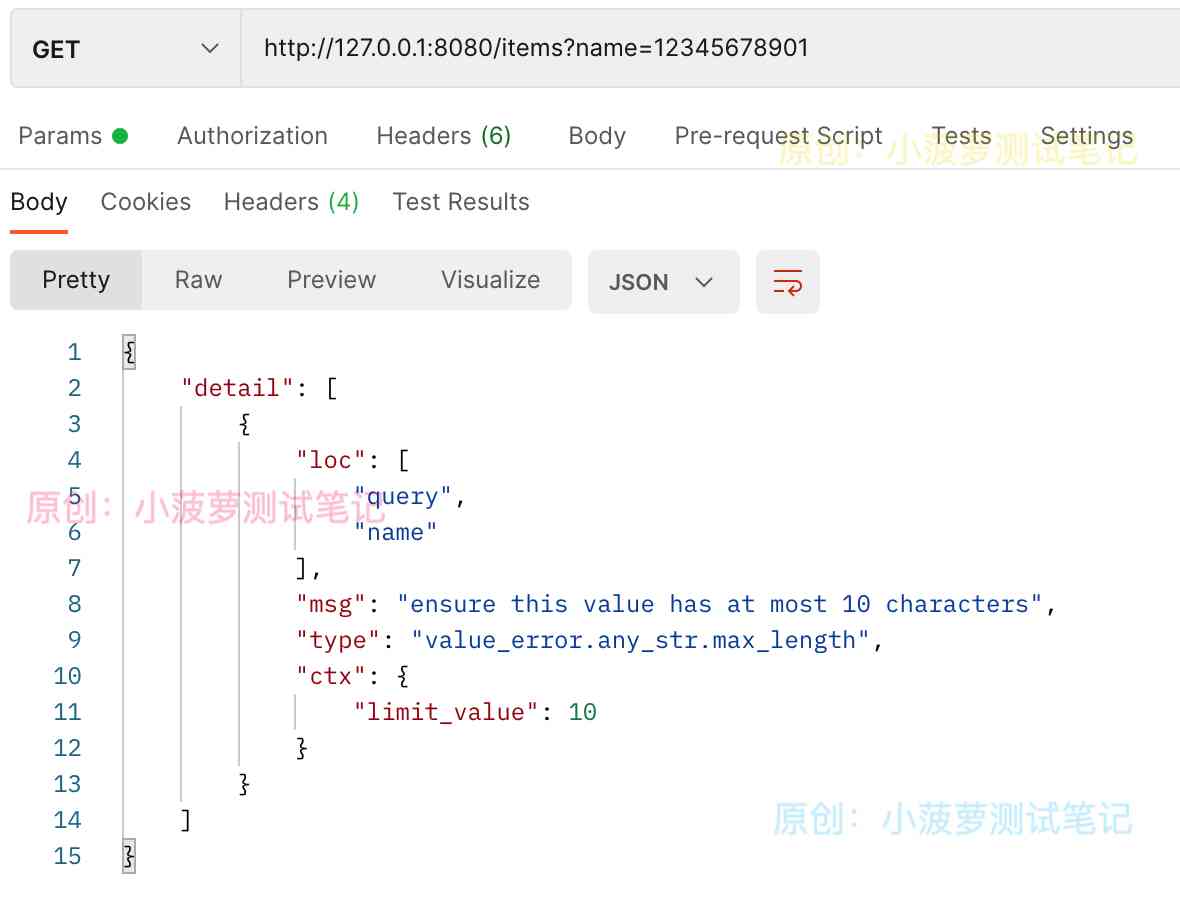 GET http://127.0.0.1:8080/items?name=12345678901
Params Authorization Headers (6) Body Pre-request Script Tests Settings
原创：小菠萝测试笔记
Body Cookies Headers (4) Test Results
Pretty Raw Preview Visualize JSON
1 {
2 "detail": [
3 {
4 "loc": [
5 "query",
原创：小菠萝测试笔记
6 "name"
7 ],
8 "msg": "ensure this value has at most 10 characters",
9 "type": "value_error.any_str.max_length",
10 "ctx": {
11 "limit_value": 10
12 }
13 }
14 ]
原创：小菠萝测试笔记
15 }